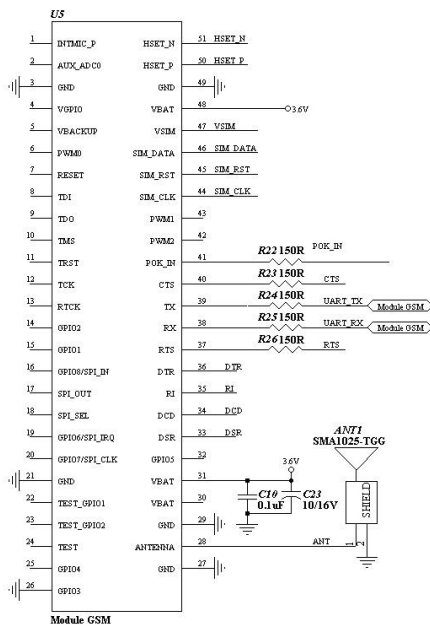 U5
1 INTMIC_P HSET_N 51 HSET_N
2 AUX_ADC0 HSET_P 50 HSET_P
3 GND GND 49
4 VGPIO VBAT 48 3.6V
5 VBACKUP VSIM 47 VSIM
6 PWM0 SIM_DATA 46 SIM_DATA
7 RESET SIM_RST 45 SIM_RST
8 TDI SIM_CLK 44 SIM_CLK
9 TDO PWM1 43
10 TMS PWM2 42
11 TRST POK_IN 41 R22 150R POK_IN
12 TCK CTS 40 R23 150R CTS
13 RTCK TX 39 R24 150R UART_TX Module GSM
14 GPIO2 RX 38 R25 150R UART_RX Module GSM
15 GPIO1 RTS 37 R26 150R RTS
16 GPIO8/SPI_IN DTR 36 DTR
17 SPI_OUT RI 35 RI
18 SPI_SEL DCD 34 DCD
19 GPIO6/SPI_IRQ DSR 33 DSR
20 GPIO7/SPI_CLK GPIO5 32
21 GND VBAT 31 3.6V
22 TEST_GPIO1 VBAT 30
23 TEST_GPIO2 GND 29
24 TEST ANTENNA 28 ANT
25 GPIO4 GND 27
26 GPIO3
C10 0.1uF
C23 10/16V
ANT1
SMA1025-TGG
SHIELD
1 2
Module GSM